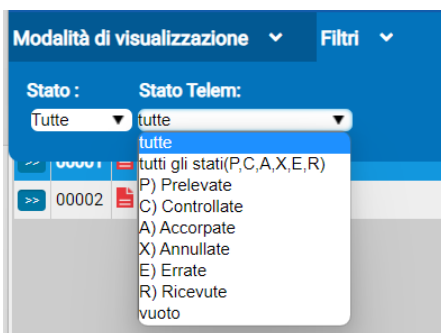 Modalità di visualizzazione Filtri
Stato : Stato Telem:
Tutte tutte
tutte
tutti gli stati(P,C,A,X,E,R)
P) Prelevate
C) Controllate
A) Accorpate
X) Annullate
E) Errate
R) Ricevute
vuoto
>> 00001
>> 00002